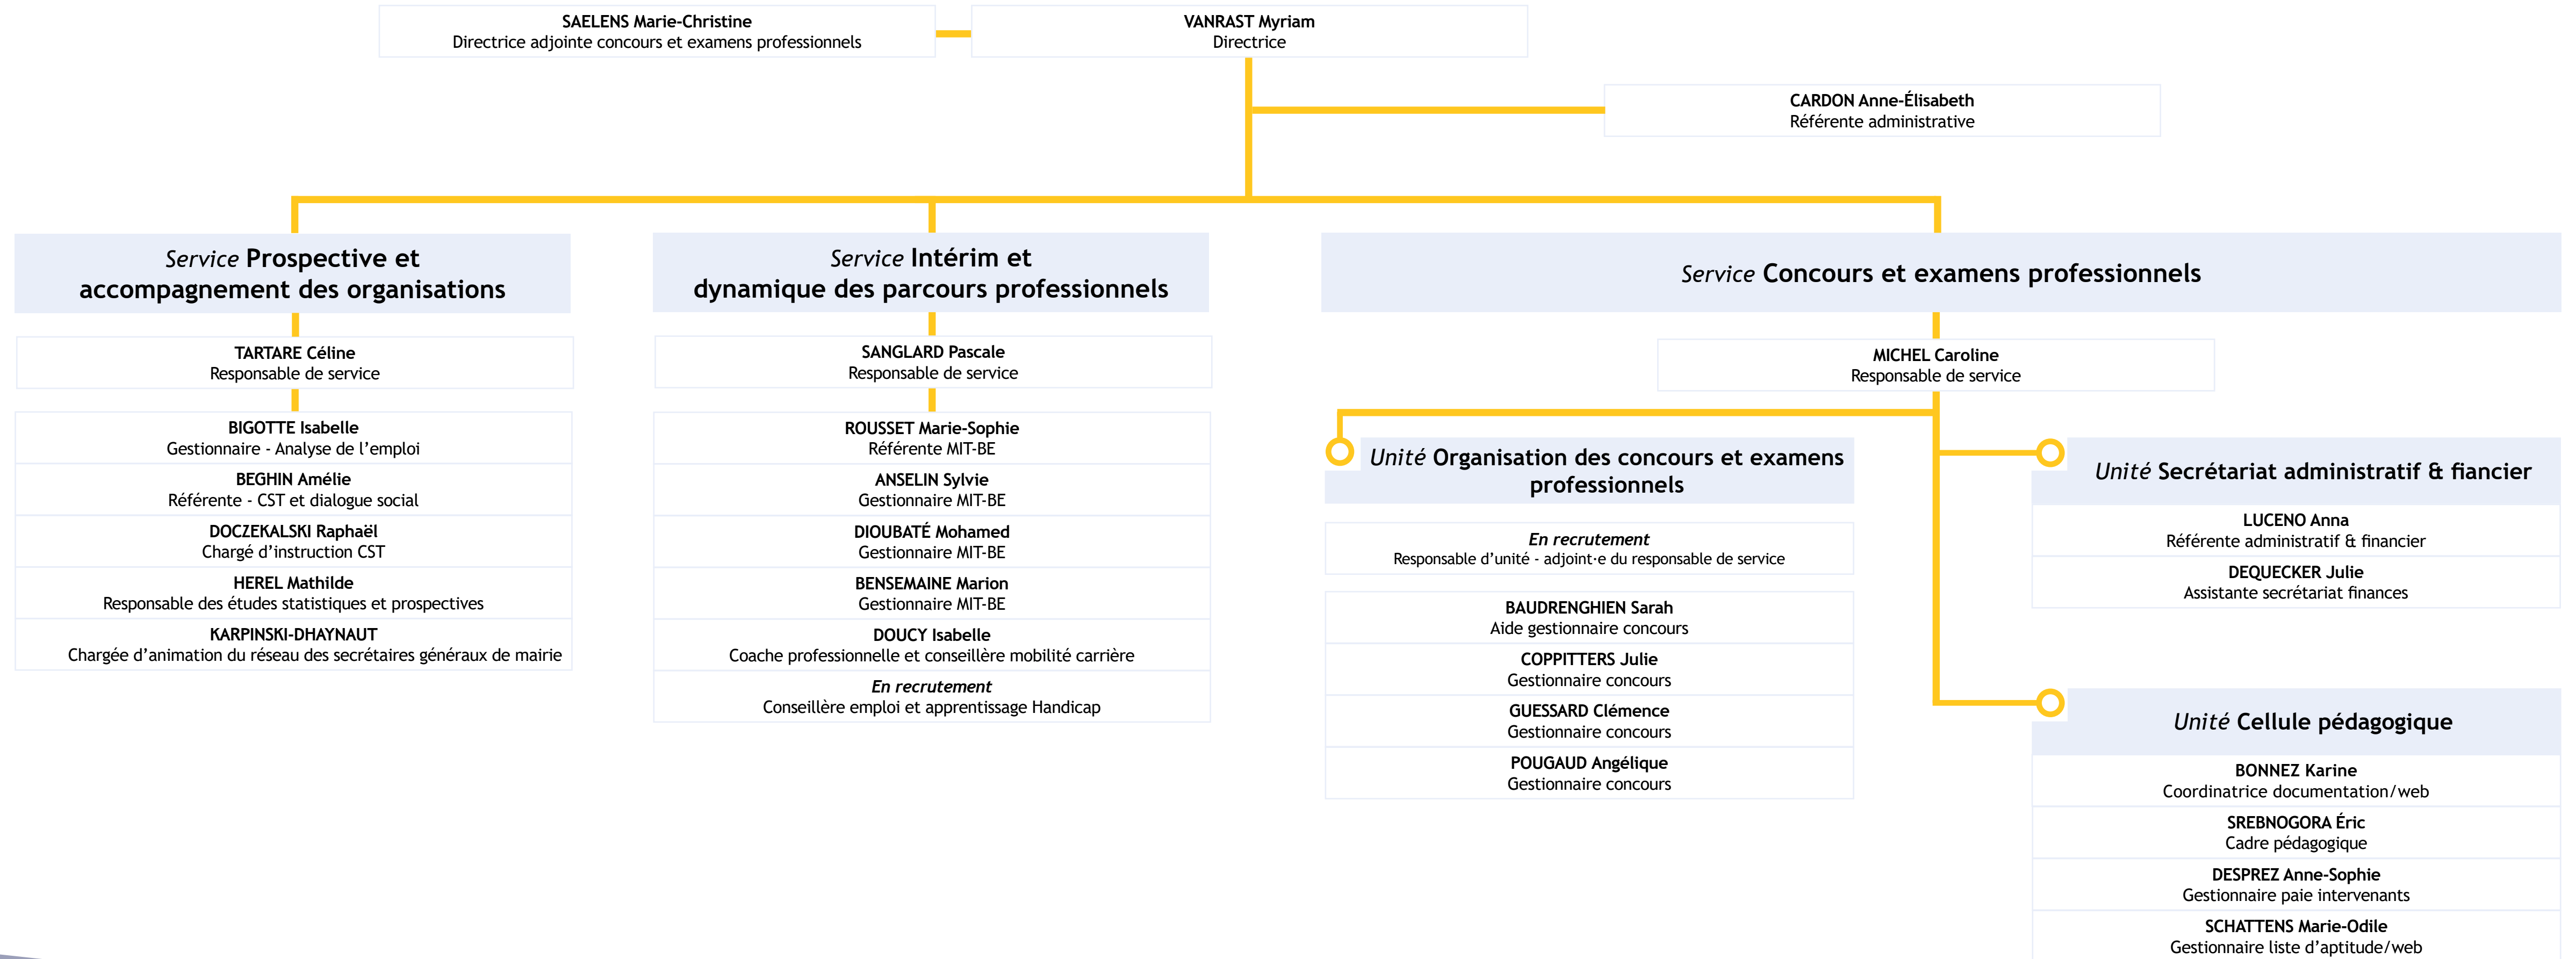 SAELENS Marie-Christine
Directrice adjointe concours et examens professionnels
VANRAST Myriam
Directrice
CARDON Anne-Élisabeth
Référente administrative
Service Prospective et
accompagnement des organisations
TARTARE Céline
Responsable de service
BIGOTTE Isabelle
Gestionnaire - Analyse de l’emploi
BEGHIN Amélie
Référente - CST et dialogue social
DOCZEKALSKI Raphaël
Chargé d’instruction CST
HEREL Mathilde
Responsable des études statistiques et prospectives
KARPINSKI-DHAYNAUT
Chargée d’animation du réseau des secrétaires généraux de mairie
Service Intérim et
dynamique des parcours professionnels
SANGLARD Pascale
Responsable de service
ROUSSET Marie-Sophie
Référente MIT-BE
ANSELIN Sylvie
Gestionnaire MIT-BE
DIOUBATÉ Mohamed
Gestionnaire MIT-BE
BENSEMAINE Marion
Gestionnaire MIT-BE
DOUCY Isabelle
Coache professionnelle et conseillère mobilité carrière
En recrutement
Conseillère emploi et apprentissage Handicap
Service Concours et examens professionnels
MICHEL Caroline
Responsable de service
Unité Organisation des concours et examens
professionnels
En recrutement
Responsable d’unité - adjoint·e du responsable de service
BAUDRENGHIEN Sarah
Aide gestionnaire concours
COPPITTERS Julie
Gestionnaire concours
GUESSARD Clémence
Gestionnaire concours
POUGAUD Angélique
Gestionnaire concours
Unité Secrétariat administratif & fiancier
LUCENO Anna
Référente administratif & financier
DEQUECKER Julie
Assistante secrétariat finances
Unité Cellule pédagogique
BONNEZ Karine
Coordinatrice documentation/web
SREBNOGORA Éric
Cadre pédagogique
DESPREZ Anne-Sophie
Gestionnaire paie intervenants
SCHATTENS Marie-Odile
Gestionnaire liste d’aptitude/web